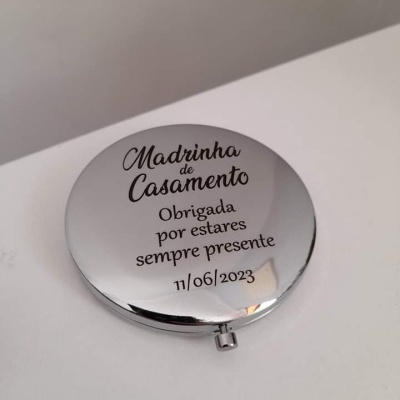 Madrinha
de
Casamento
Obrigada
por estares
sempre presente
11/06/2023